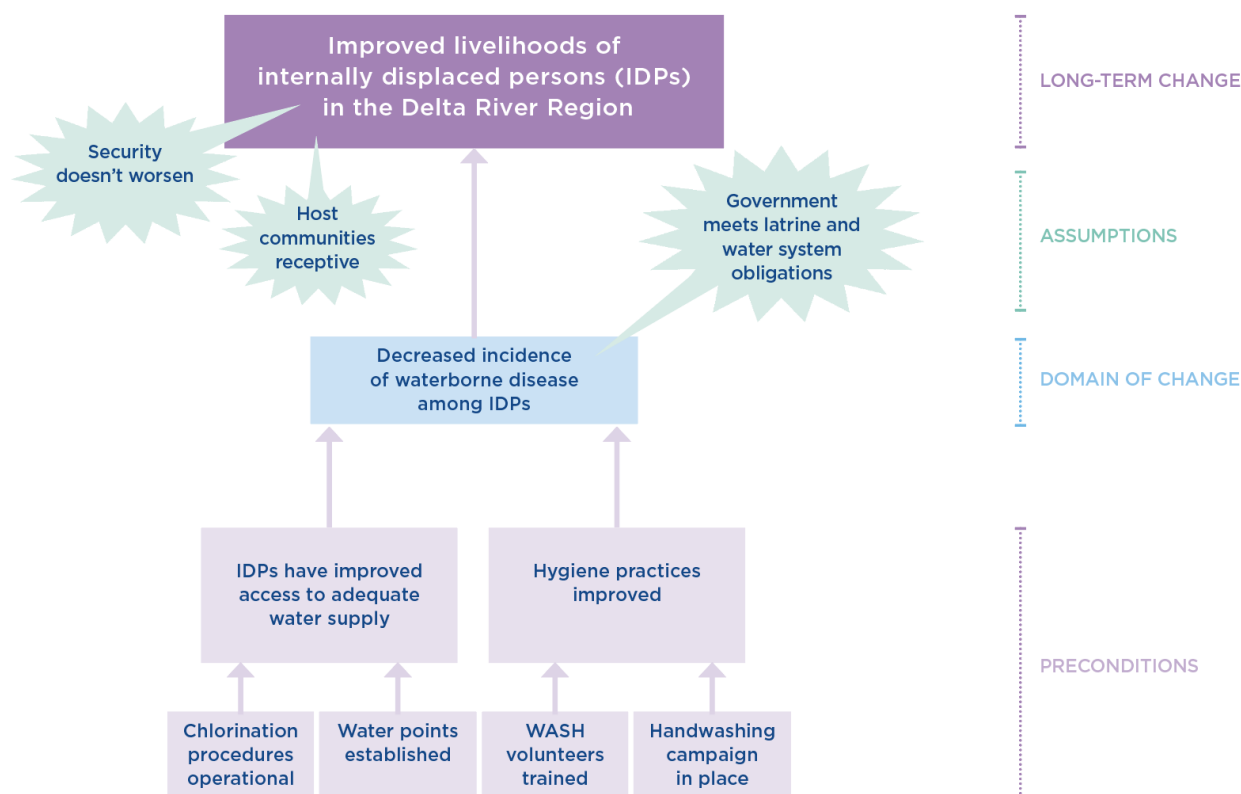 Improved livelihoods of
internally displaced persons (IDPs)
in the Delta River Region
LONG-TERM CHANGE
Security
doesn't worsen
Host
communities
receptive
Government
meets latrine and
water system
obligations
ASSUMPTIONS
Decreased incidence
of waterborne disease
among IDPs
DOMAIN OF CHANGE
IDPs have improved
access to adequate
water supply
Hygiene practices
improved
PRECONDITIONS
Chlorination
procedures
operational
Water points
established
WASH
volunteers
trained
Handwashing
campaign
in place